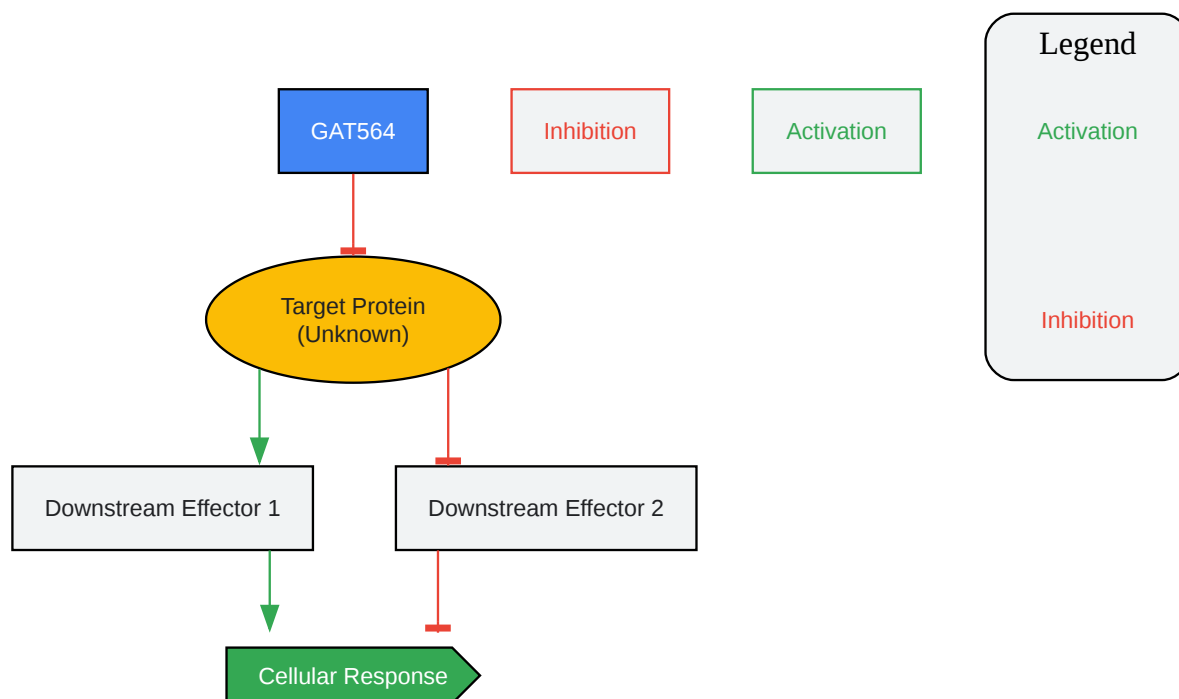 Legend
GAT564
Inhibition
Activation
Activation
Target Protein
(Unknown)
Inhibition
Downstream Effector 1
Downstream Effector 2
Cellular Response